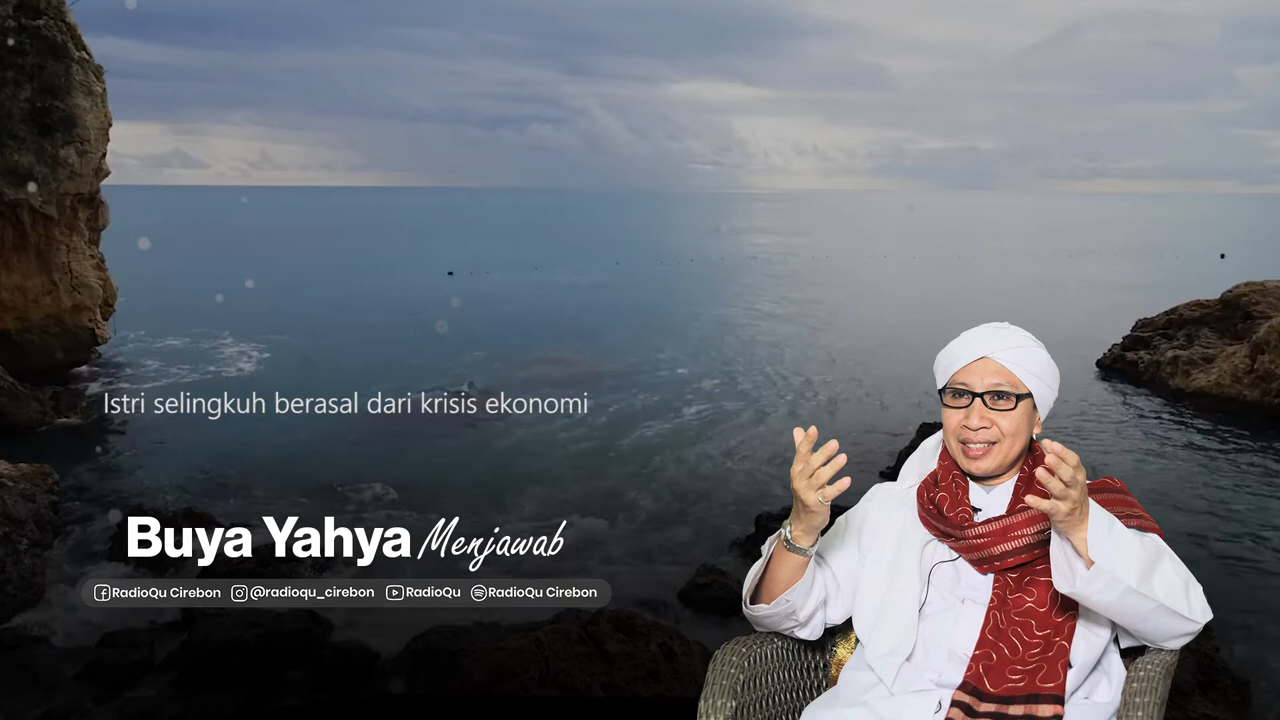 Istri selingkuh berasal dari krisis ekonomi
Buya Yahya Menjawab
RadioQu Cirebon @radioqu_cirebon RadioQu RadioQu Cirebon